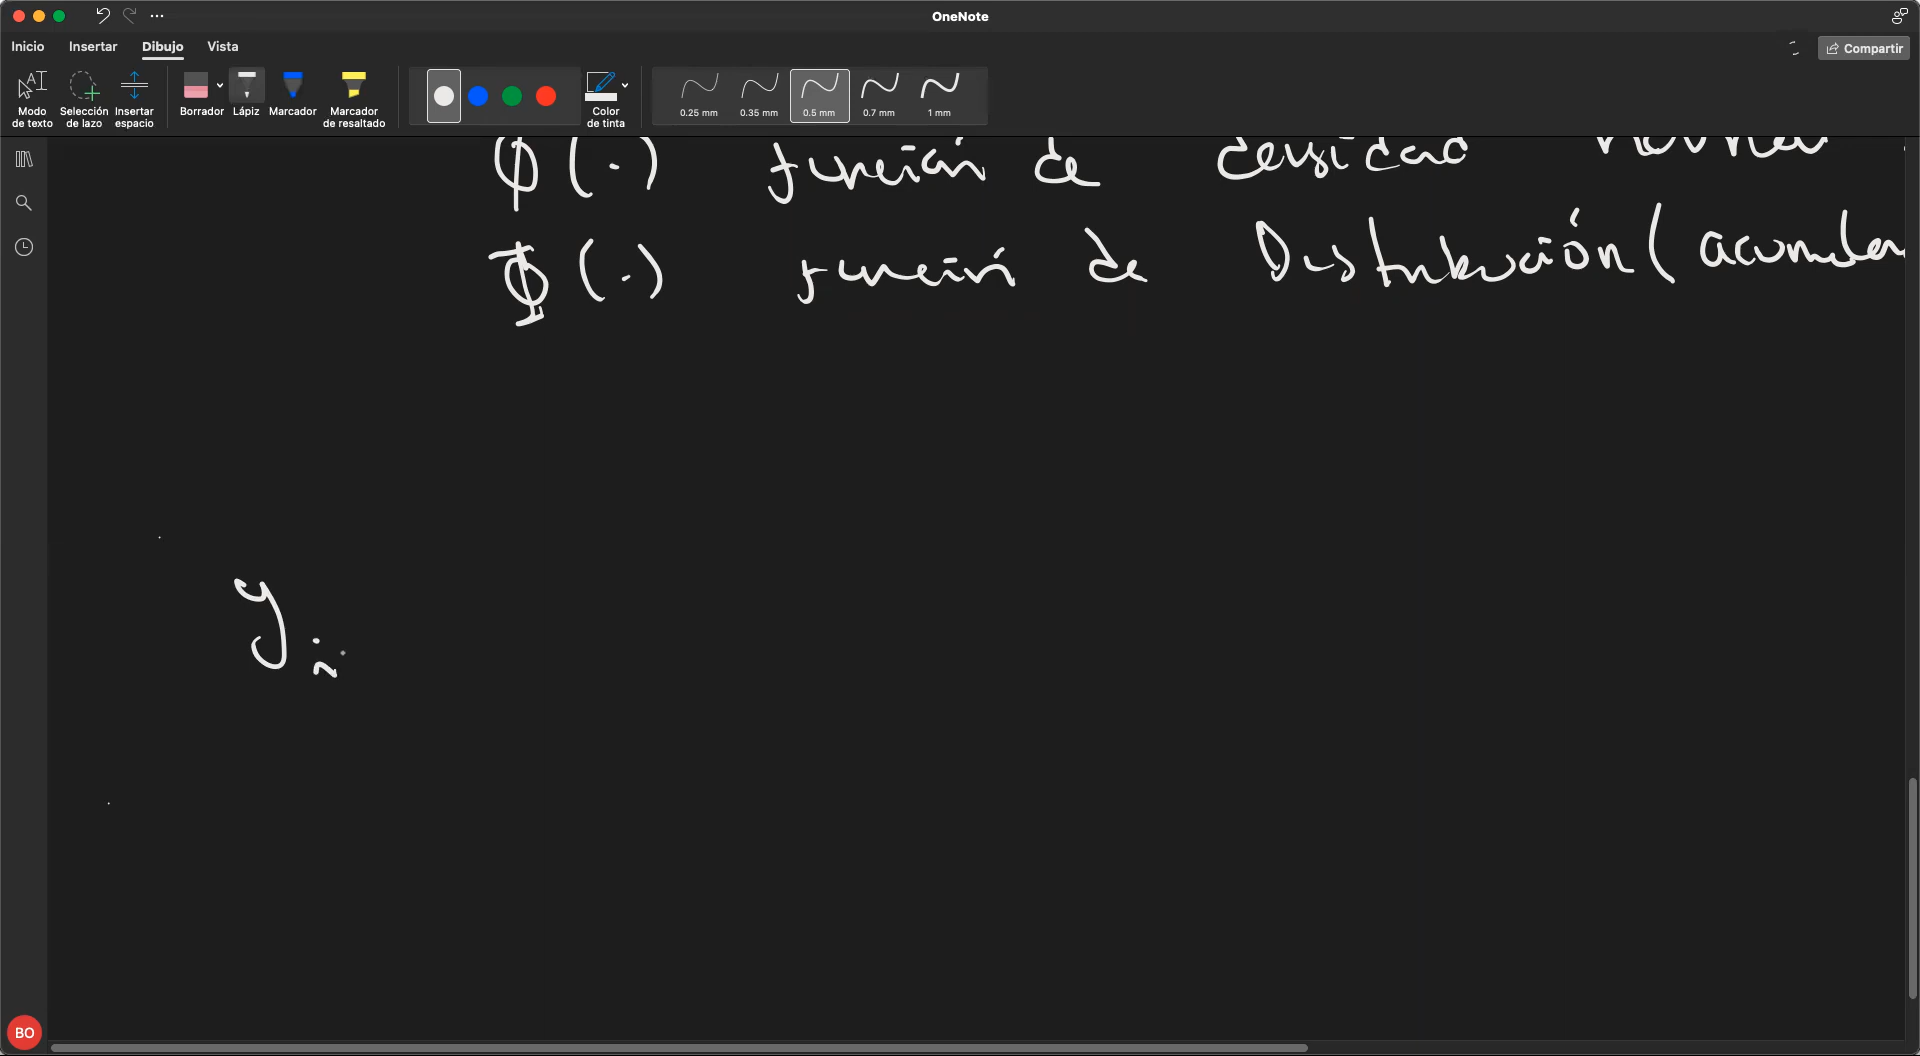 OneNote
Inicio Insertar Dibujo Vista
Compartir
Modo de texto
Selección de lazo
Insertar espacio
Borrador
Lápiz
Marcador
Marcador de resaltado
Color de tinta
0.25 mm
0.35 mm
0.5 mm
0.7 mm
1 mm
ϕ(·) función de densidad normal
Φ(·) función de Distribución (acumula
y i
BO